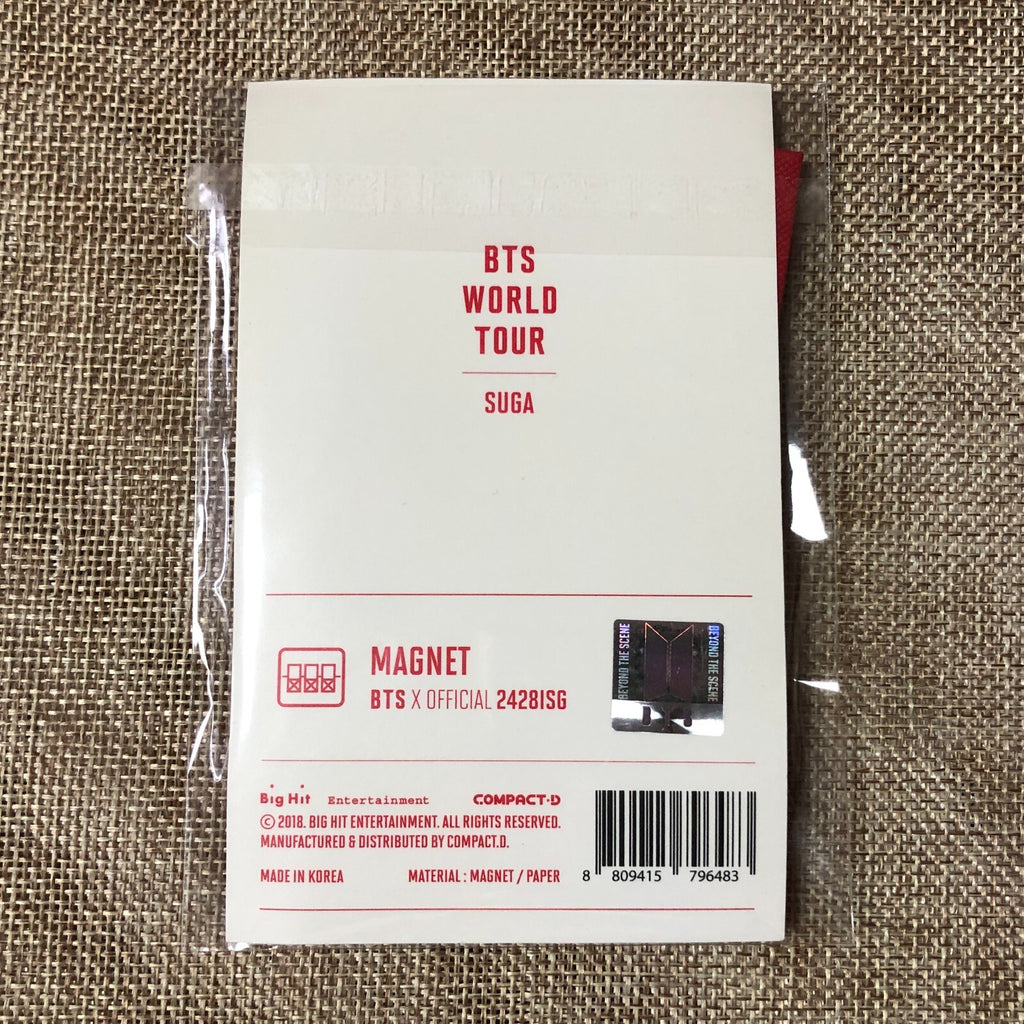 BTS
WORLD
TOUR
SUGA
MAGNET
BTS X OFFICIAL 2428ISG
BEYOND THE SCENE
BEYOND THE SCENE
BTS
Big Hit Entertainment COMPACT·D
© 2018. BIG HIT ENTERTAINMENT. ALL RIGHTS RESERVED.
MANUFACTURED & DISTRIBUTED BY COMPACT.D.
MADE IN KOREA MATERIAL : MAGNET / PAPER
8 809415 796483